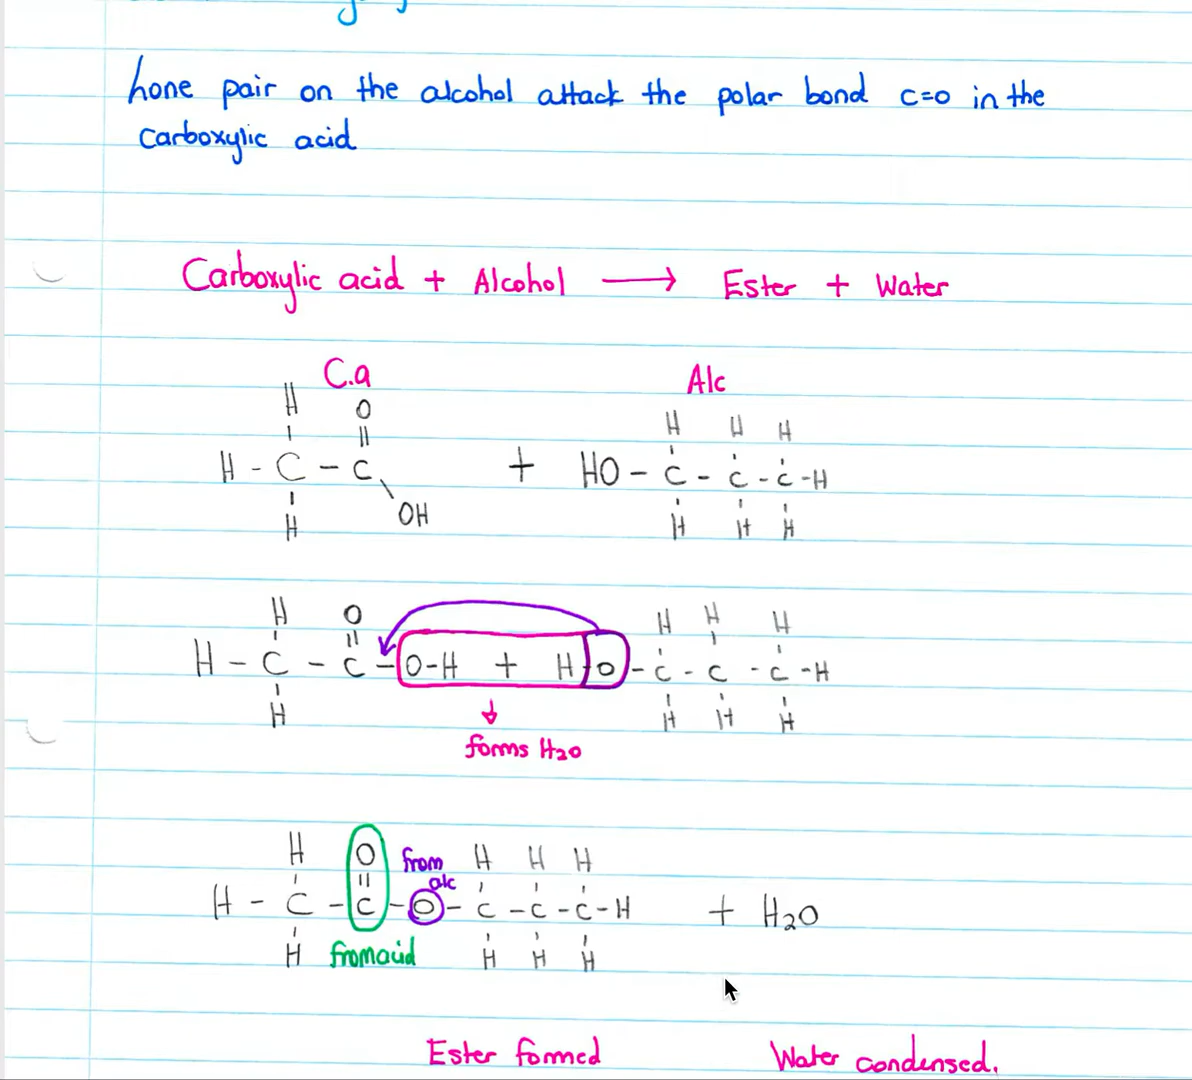 Lone pair on the alcohol attack the polar bond C=O in the
Carboxylic acid
Carboxylic acid + Alcohol → Ester + Water
C.a Alc
H O H H H
H - C - C + HO - C - C - C - H
H OH H H H
H O H H H
H - C - C - O - H + H O - C - C - C - H
H H H H
↓
forms H2O
H O from H H H
alc
H - C - C - O - C - C - C - H + H2O
H from acid H H H
Ester formed Water condensed.